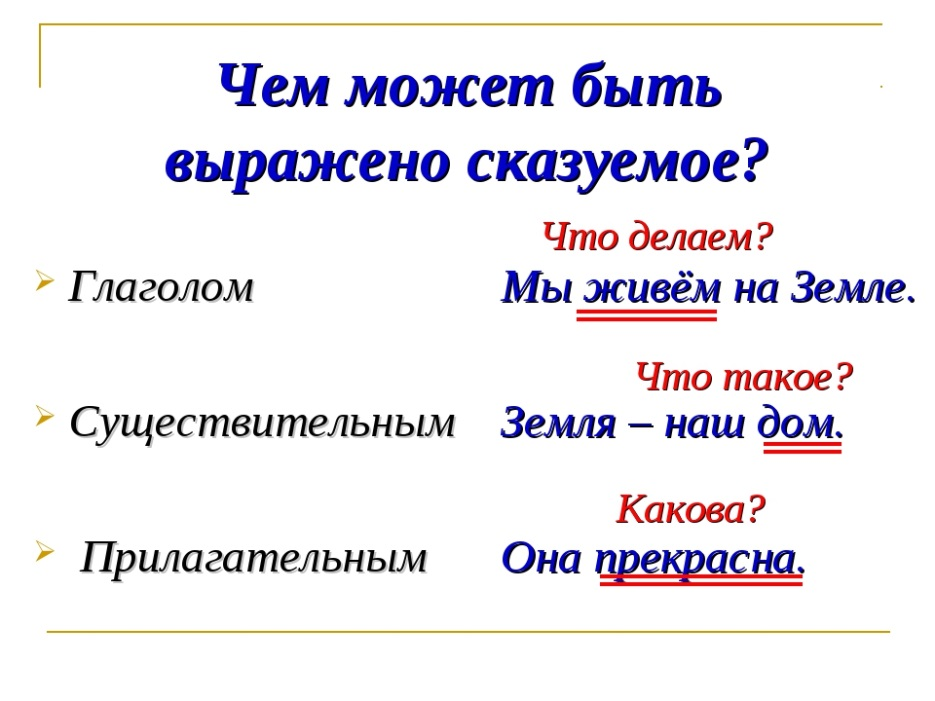 Чем может быть
выражено сказуемое?
Что делаем?
Глаголом Мы живём на Земле.
Что такое?
Существительным Земля – наш дом.
Какова?
Прилагательным Она прекрасна.